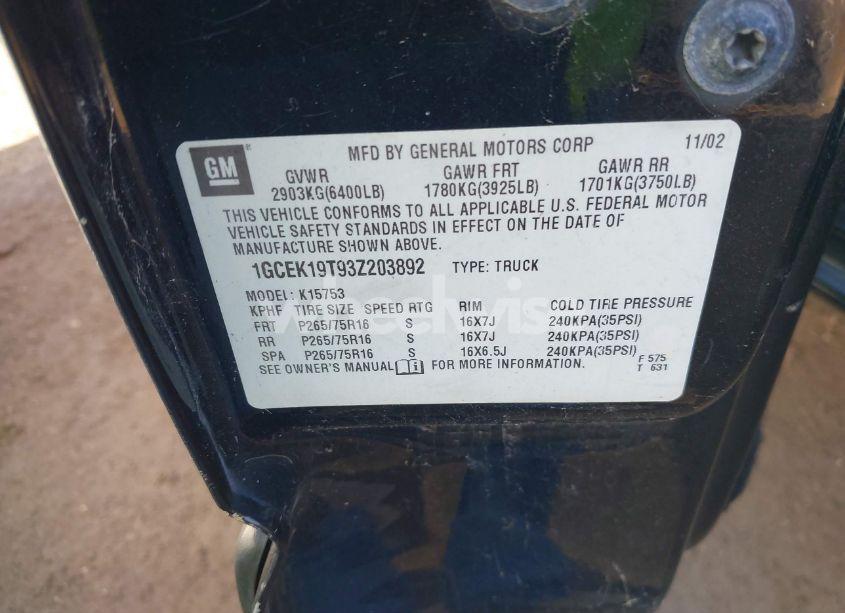 GM
MFD BY GENERAL MOTORS CORP 11/02
GVWR GAWR FRT GAWR RR
2903KG(6400LB) 1780KG(3925LB) 1701KG(3750LB)
THIS VEHICLE CONFORMS TO ALL APPLICABLE U.S. FEDERAL MOTOR
VEHICLE SAFETY STANDARDS IN EFFECT ON THE DATE OF
MANUFACTURE SHOWN ABOVE.
1GCEK19T93Z203892 TYPE: TRUCK
MODEL: K15753
KPHF TIRE SIZE SPEED RTG RIM COLD TIRE PRESSURE
FRT P265/75R16 S 16X7J 240KPA(35PSI)
RR P265/75R16 S 16X7J 240KPA(35PSI)
SPA P265/75R16 S 16X6.5J 240KPA(35PSI)
SEE OWNER'S MANUAL FOR MORE INFORMATION.
F 575
T 631